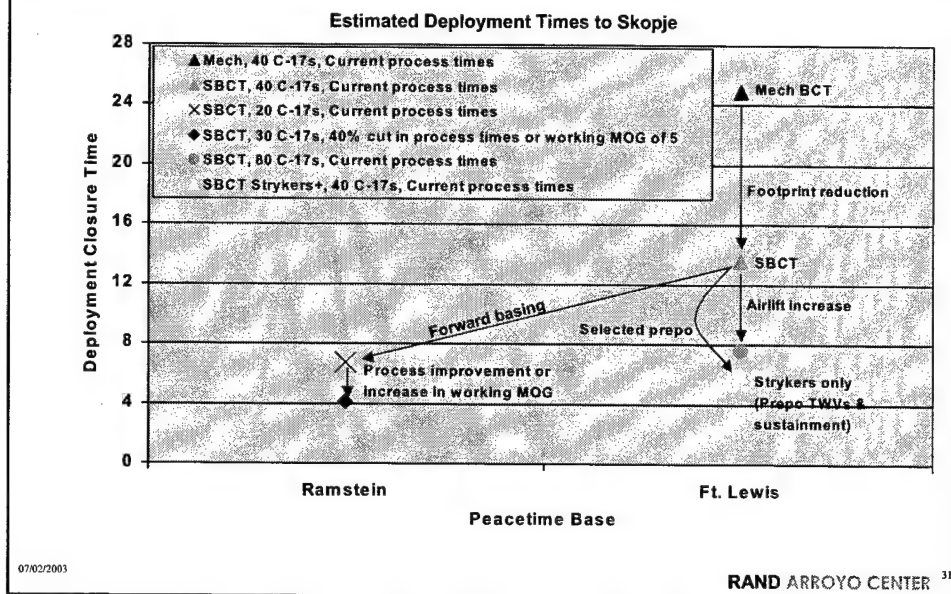 Estimated Deployment Times to Skopje
28
24
20
16
12
8
4
0
Deployment Closure Time
Mech, 40 C-17s, Current process times
SBCT, 40 C-17s, Current process times
SBCT, 20 C-17s, Current process times
SBCT, 30 C-17s, 40% cut in process times or working MOG of 5
SBCT, 80 C-17s, Current process times
SBCT Strykers+, 40 C-17s, Current process times
Mech BCT
Footprint reduction
SBCT
Airlift increase
Forward basing
Selected prepo
Process improvement or
increase in working MOG
Strykers only
(Prepo TWVs &
sustainment)
Ramstein
Ft. Lewis
Peacetime Base
07/02/2003
RAND ARROYO CENTER 31